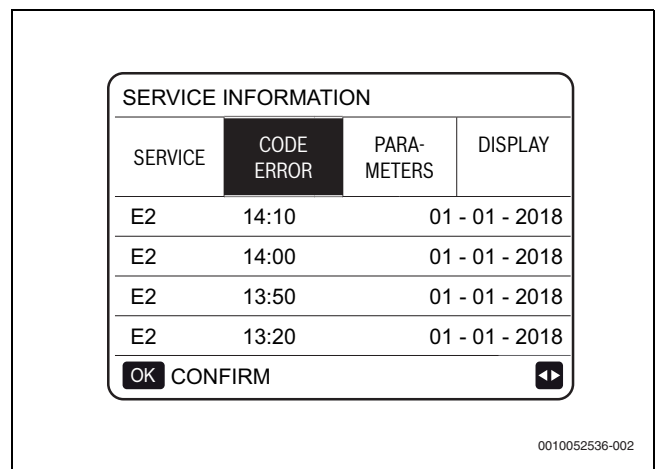 SERVICE INFORMATION
SERVICE CODE ERROR PARA-METERS DISPLAY
E2 14:10 01 - 01 - 2018
E2 14:00 01 - 01 - 2018
E2 13:50 01 - 01 - 2018
E2 13:20 01 - 01 - 2018
OK CONFIRM
0010052536-002